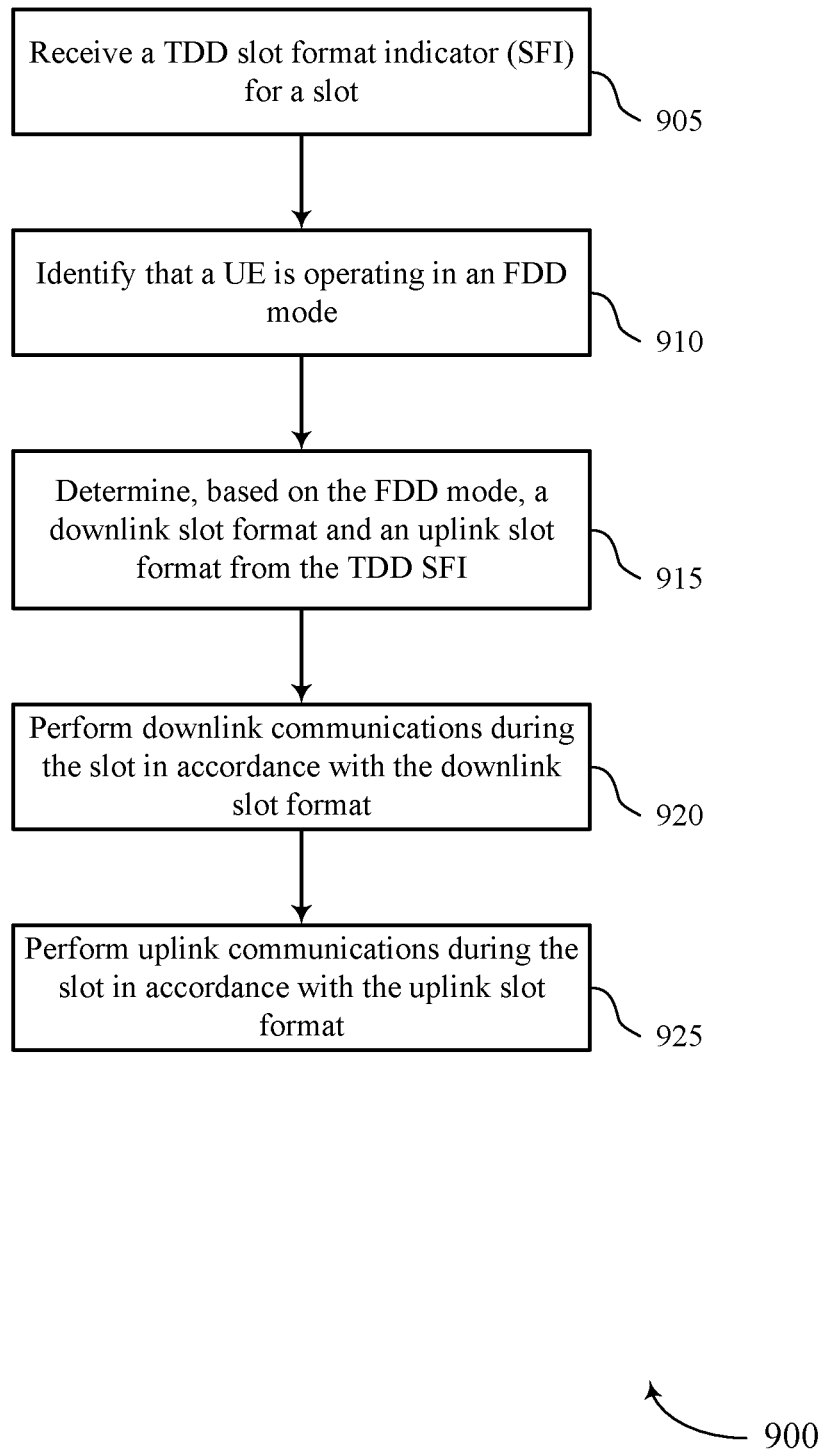 Receive a TDD slot format indicator (SFI)
for a slot
905
Identify that a UE is operating in an FDD
mode
910
Determine, based on the FDD mode, a
downlink slot format and an uplink slot
format from the TDD SFI
915
Perform downlink communications during
the slot in accordance with the downlink
slot format
920
Perform uplink communications during the
slot in accordance with the uplink slot
format
925
900